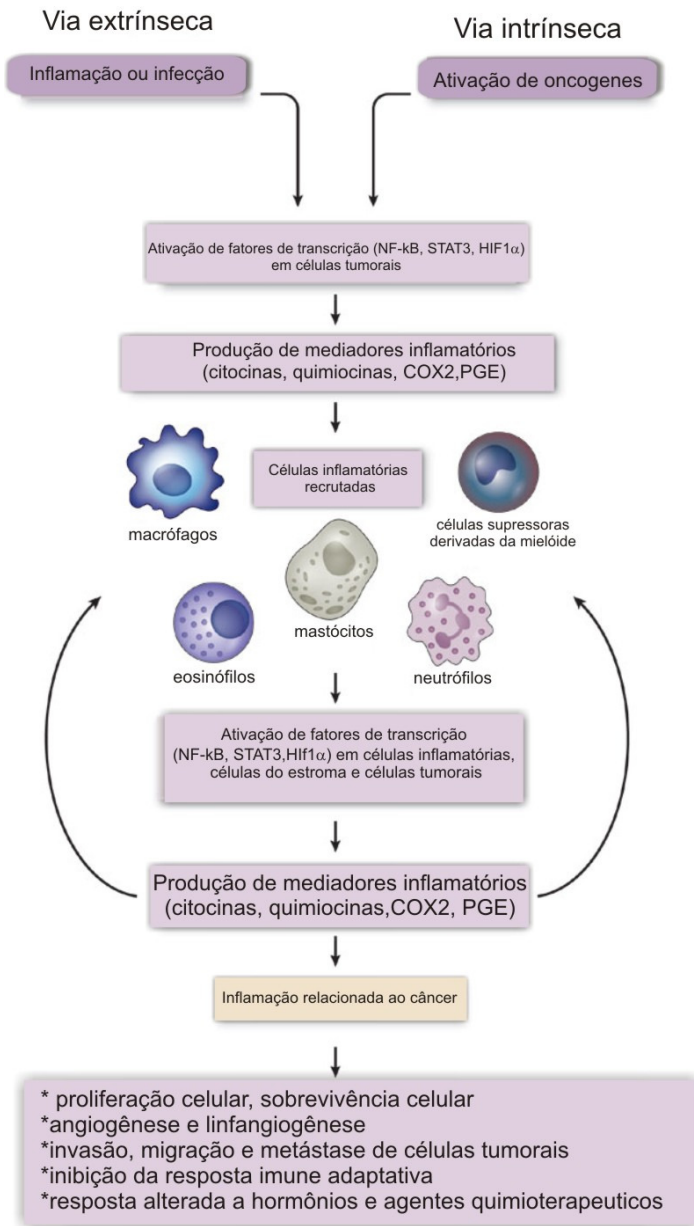 Via extrínseca
Via intrínseca
Inflamação ou infecção
Ativação de oncogenes
Ativação de fatores de transcrição (NF-kB, STAT3, HIF1α)
em células tumorais
Produção de mediadores inflamatórios
(citocinas, quimiocinas, COX2,PGE)
macrófagos
Células inflamatórias
recrutadas
células supressoras
derivadas da mielóide
mastócitos
eosinófilos
neutrófilos
Ativação de fatores de transcrição
(NF-kB, STAT3,HIf1α) em células inflamatórias,
células do estroma e células tumorais
Produção de mediadores inflamatórios
(citocinas, quimiocinas,COX2, PGE)
Inflamação relacionada ao câncer
* proliferação celular, sobrevivência celular
*angiogênese e linfangiogênese
*invasão, migração e metástase de células tumorais
*inibição da resposta imune adaptativa
*resposta alterada a hormônios e agentes quimioterapeuticos